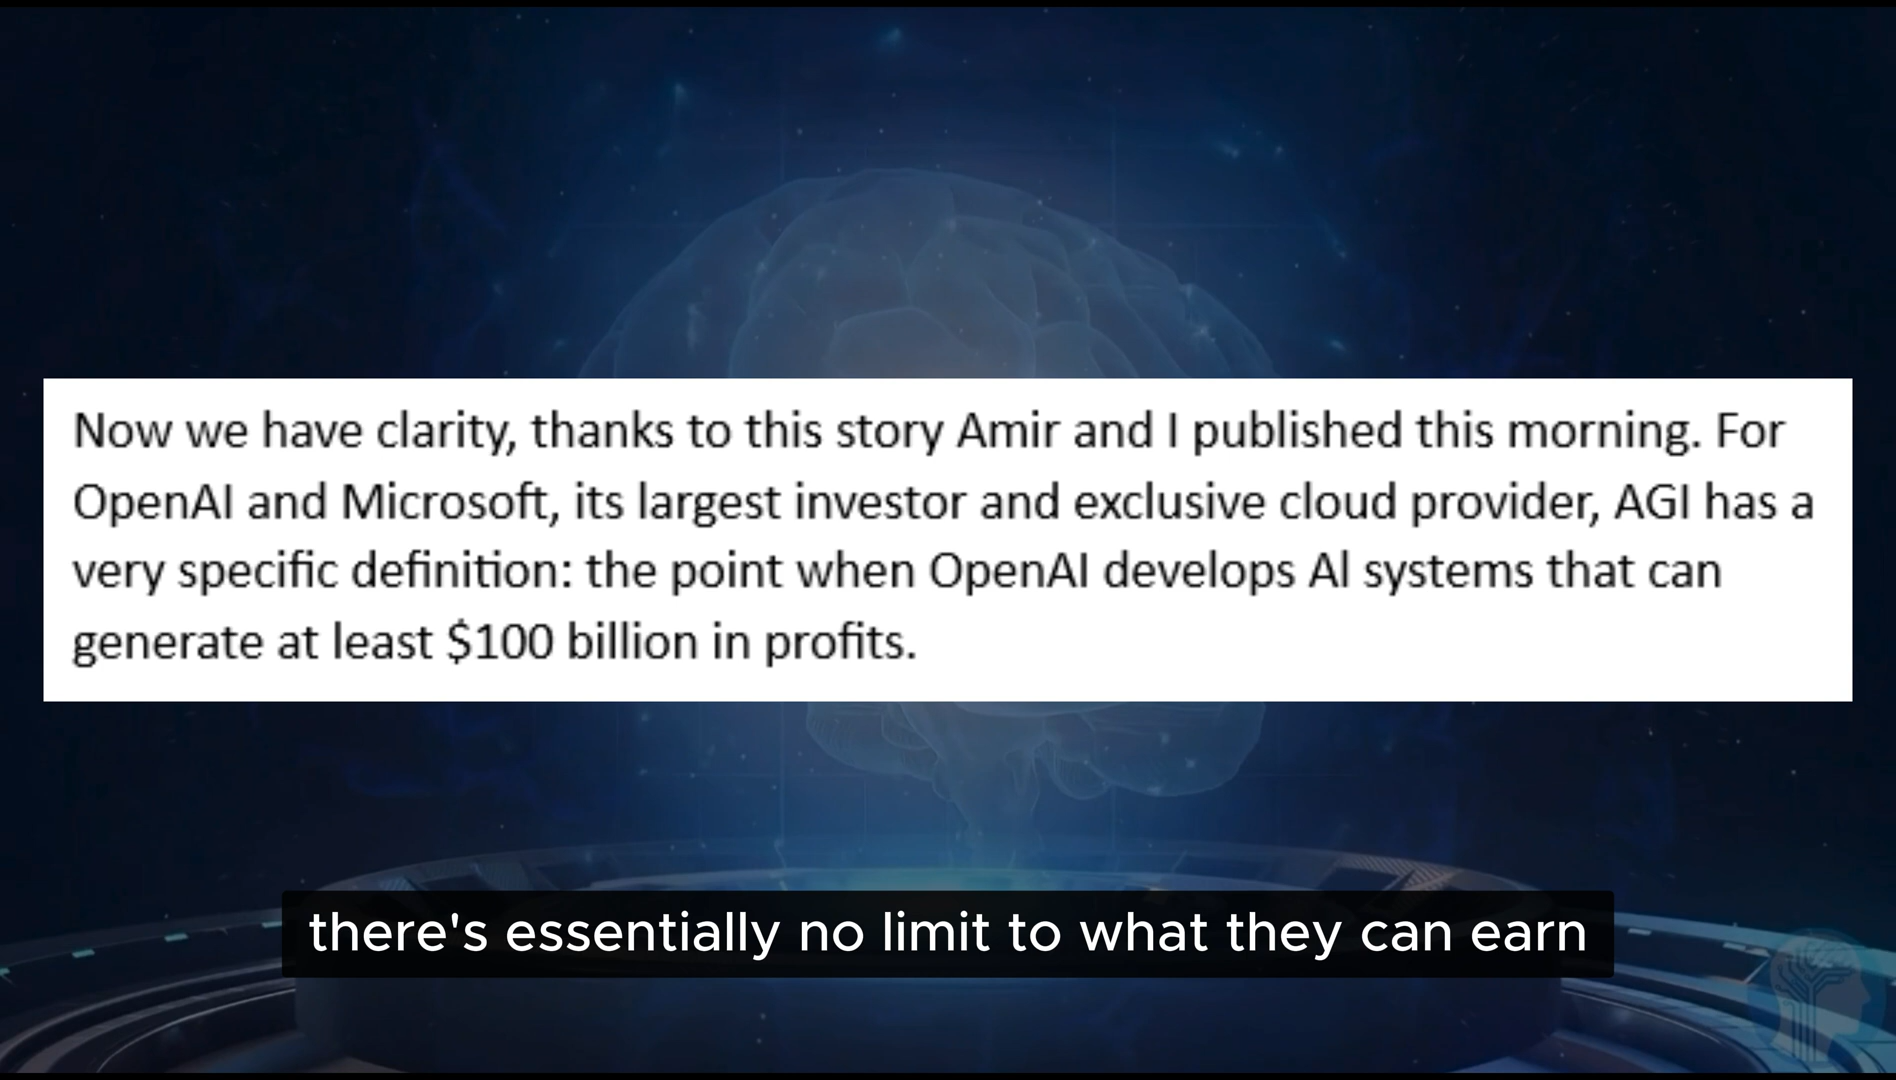 Now we have clarity, thanks to this story Amir and I published this morning. For
OpenAI and Microsoft, its largest investor and exclusive cloud provider, AGI has a
very specific definition: the point when OpenAI develops AI systems that can
generate at least $100 billion in profits.
there's essentially no limit to what they can earn